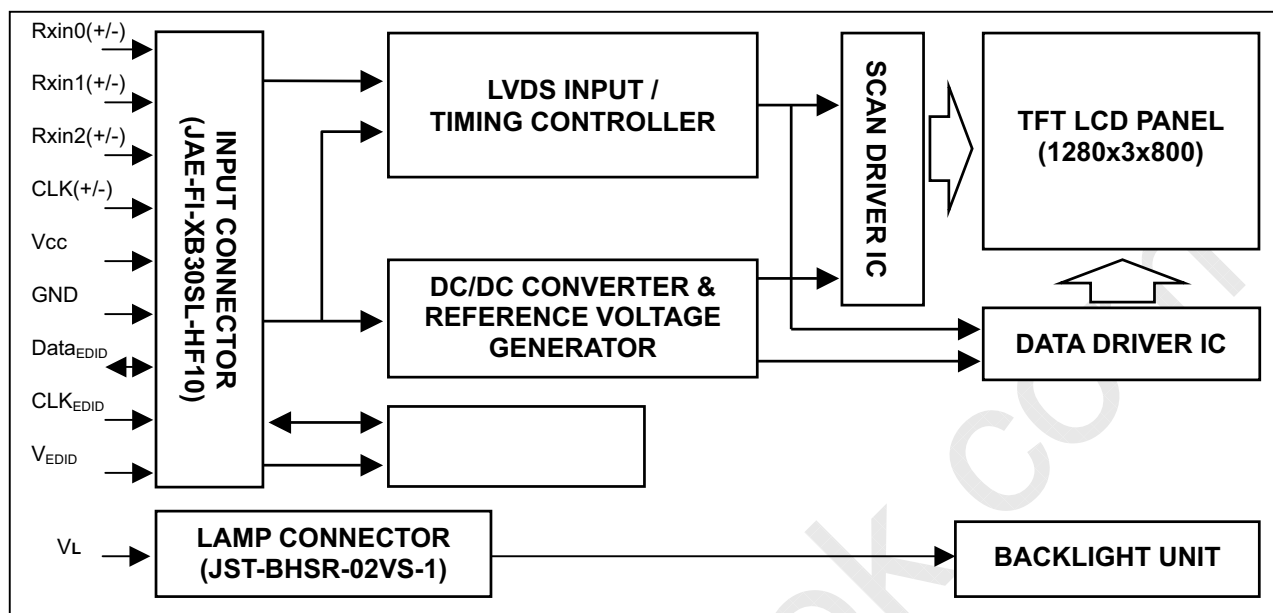 Rxin0(+/-)
Rxin1(+/-)
Rxin2(+/-)
CLK(+/-)
Vcc
GND
DataEDID
CLKEDID
VEDID
VL
INPUT CONNECTOR
(JAE-FI-XB30SL-HF10)
LVDS INPUT /
TIMING CONTROLLER
DC/DC CONVERTER &
REFERENCE VOLTAGE
GENERATOR
SCAN DRIVER IC
TFT LCD PANEL
(1280x3x800)
DATA DRIVER IC
LAMP CONNECTOR
(JST-BHSR-02VS-1)
BACKLIGHT UNIT